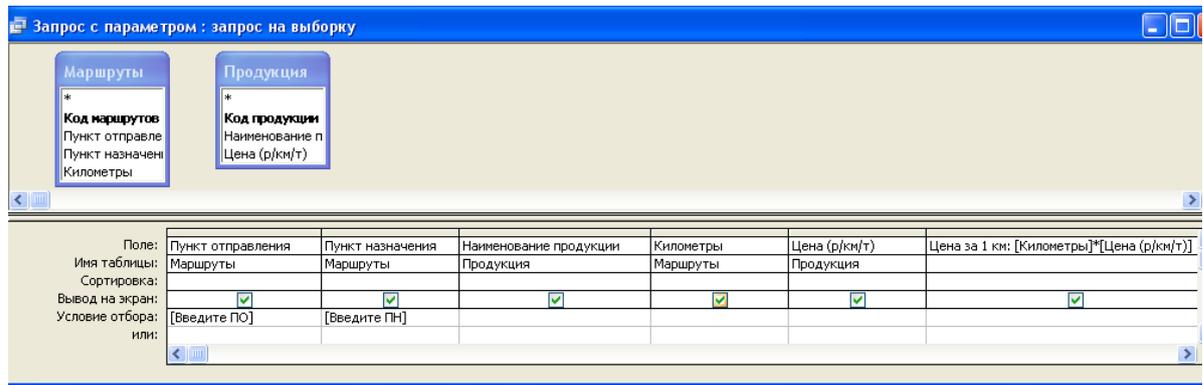 Запрос с параметром : запрос на выборку
Маршруты
*
Код маршрутов
Пункт отправле
Пункт назначени
Километры
Продукция
*
Код продукции
Наименование п
Цена (р/км/т)
Поле: Пункт отправления Пункт назначения Наименование продукции Километры Цена (р/км/т) Цена за 1 км: [Километры]*[Цена (р/км/т)]
Имя таблицы: Маршруты Маршруты Продукция Маршруты Продукция
Сортировка:
Вывод на экран:
Условие отбора: [Введите ПО] [Введите ПН]
или: